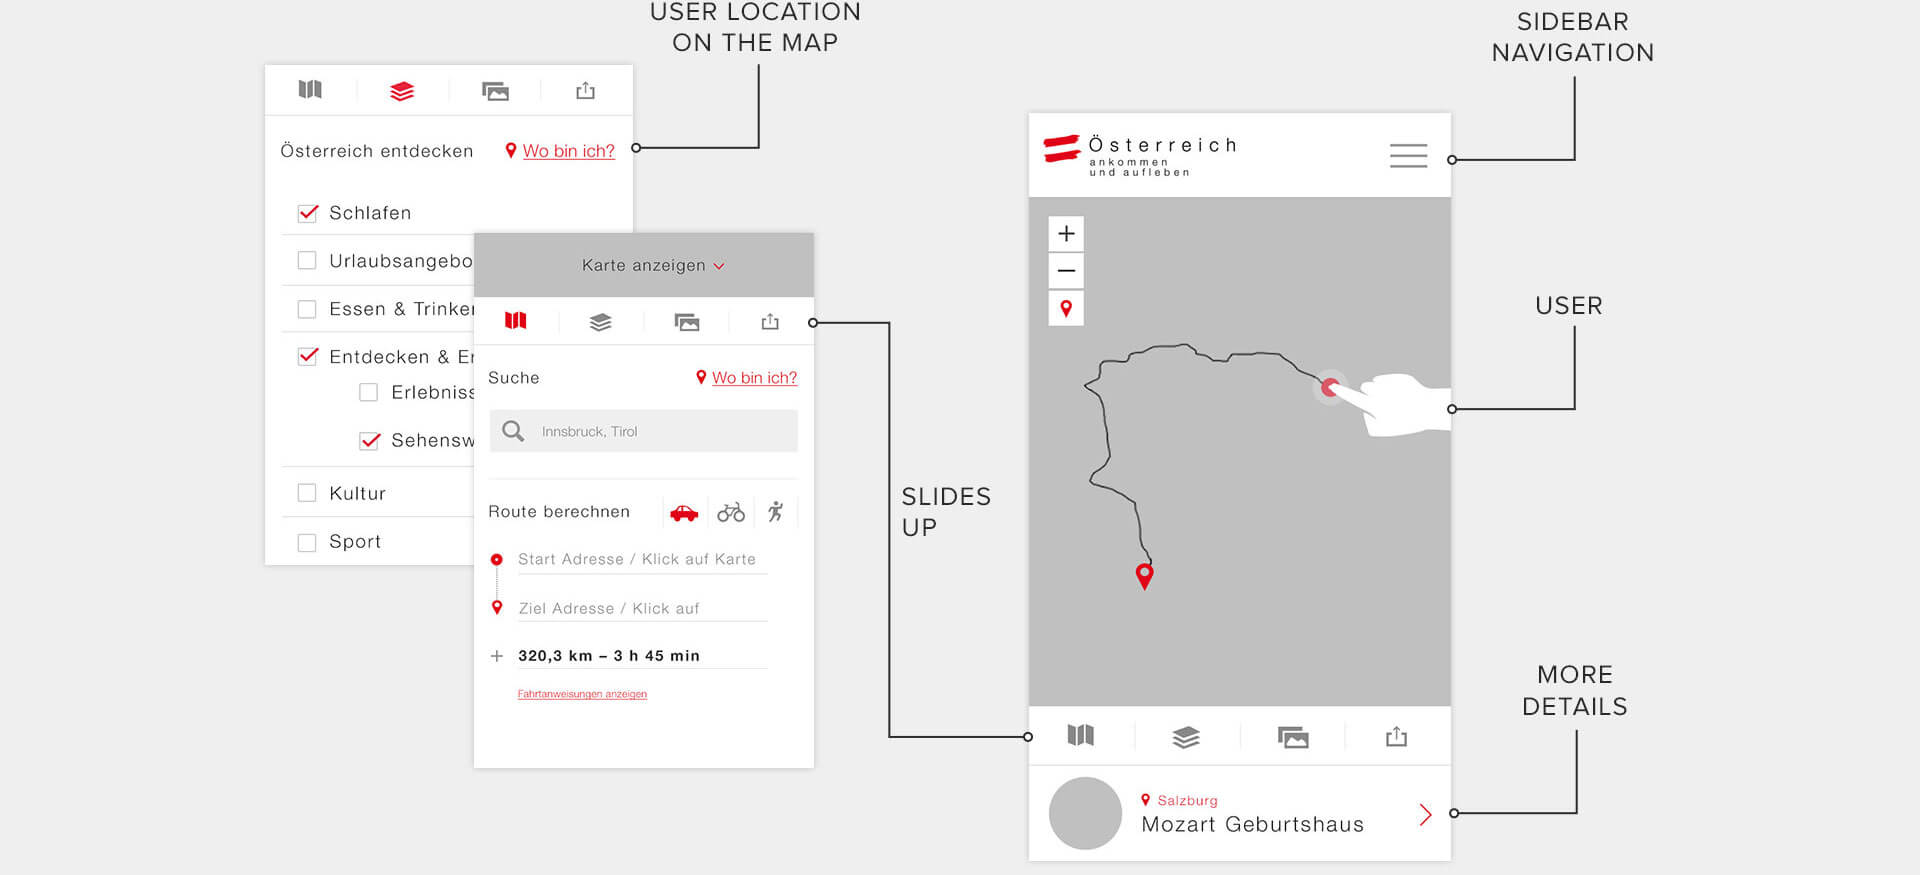 USER LOCATION
ON THE MAP
SIDEBAR
NAVIGATION
Österreich entdecken
Wo bin ich?
Schlafen
Urlaubsangebo
Essen & Trinke
Entdecken &
Erlebniss
Sehensw
Kultur
Sport
Karte anzeigen
Suche
Wo bin ich?
Innsbruck, Tirol
Route berechnen
Start Adresse / Klick auf Karte
Ziel Adresse / Klick auf
320,3 km – 3 h 45 min
Fahrtanweisungen anzeigen
SLIDES
UP
Österreich
ankommen
und aufleben
USER
MORE
DETAILS
Salzburg
Mozart Geburtshaus